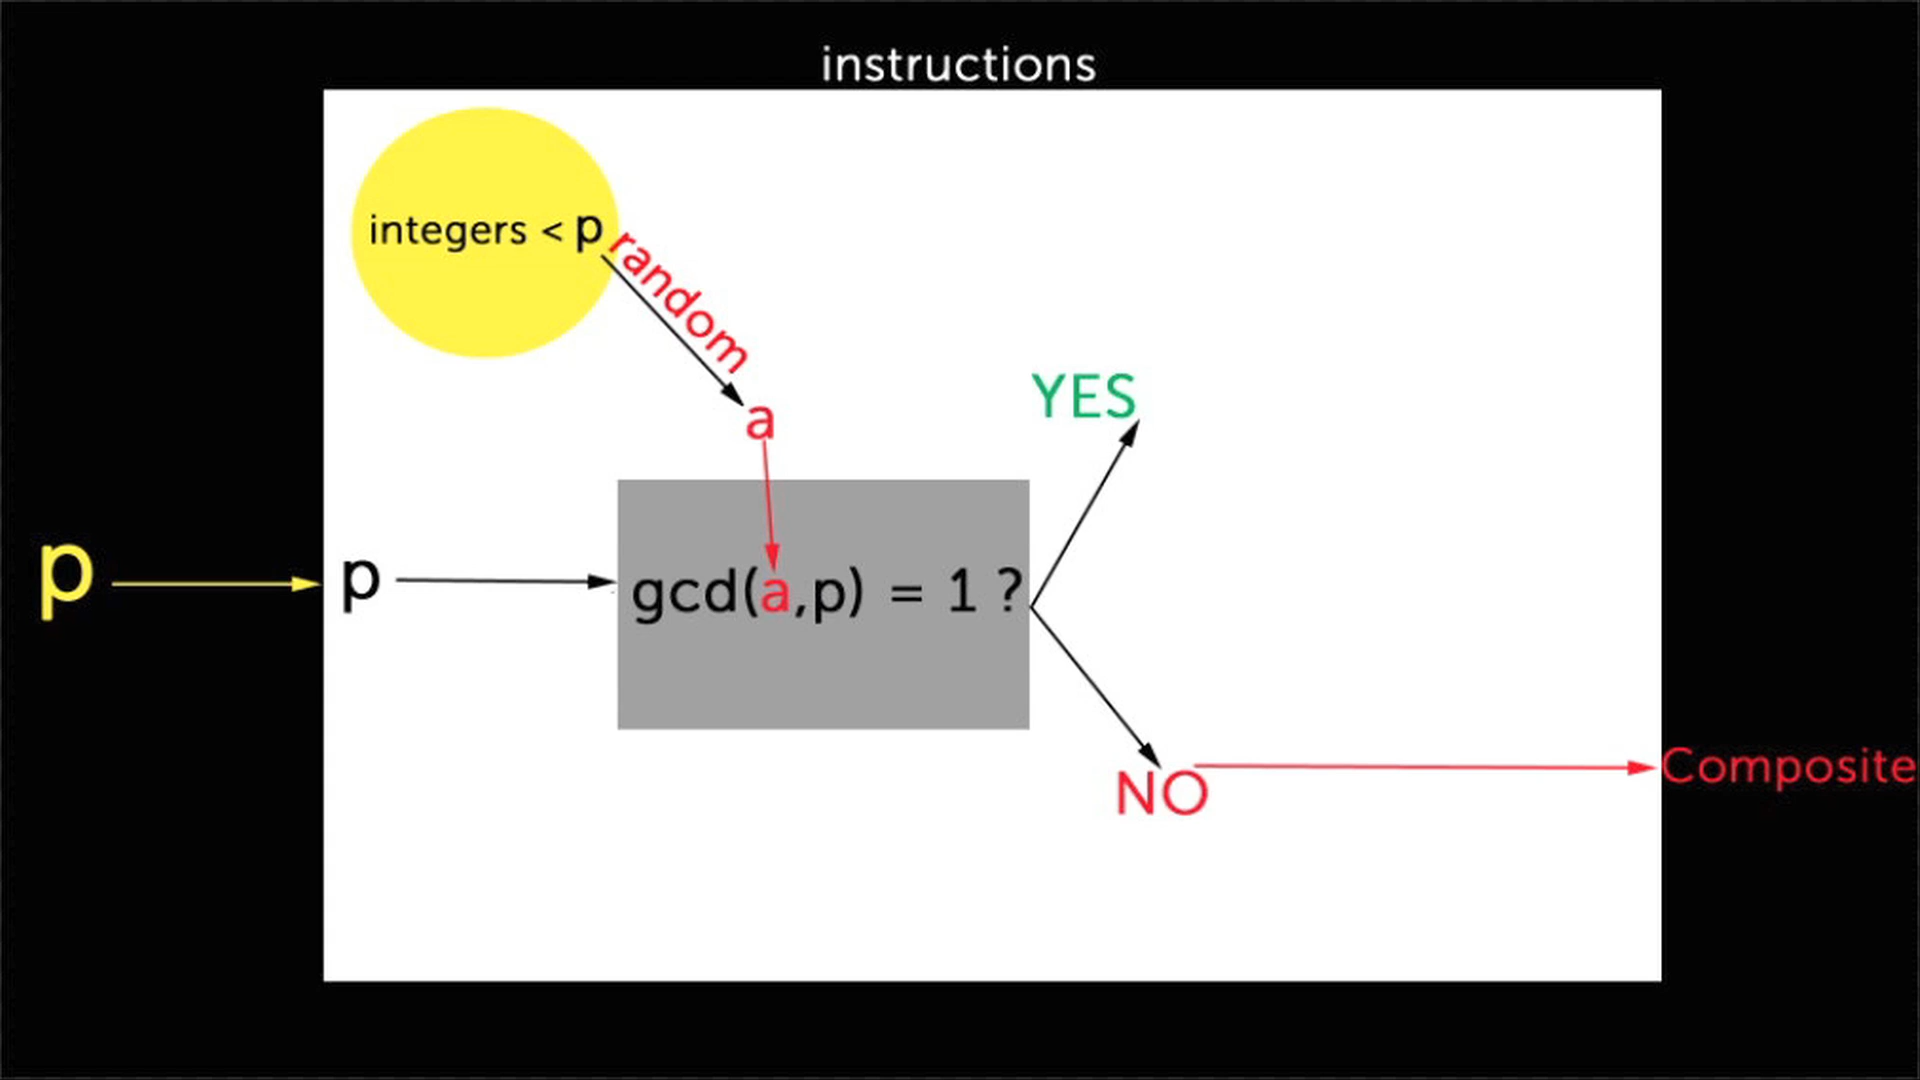 instructions
integers < p
random
a
YES
p
p
gcd(a,p) = 1 ?
NO
Composite